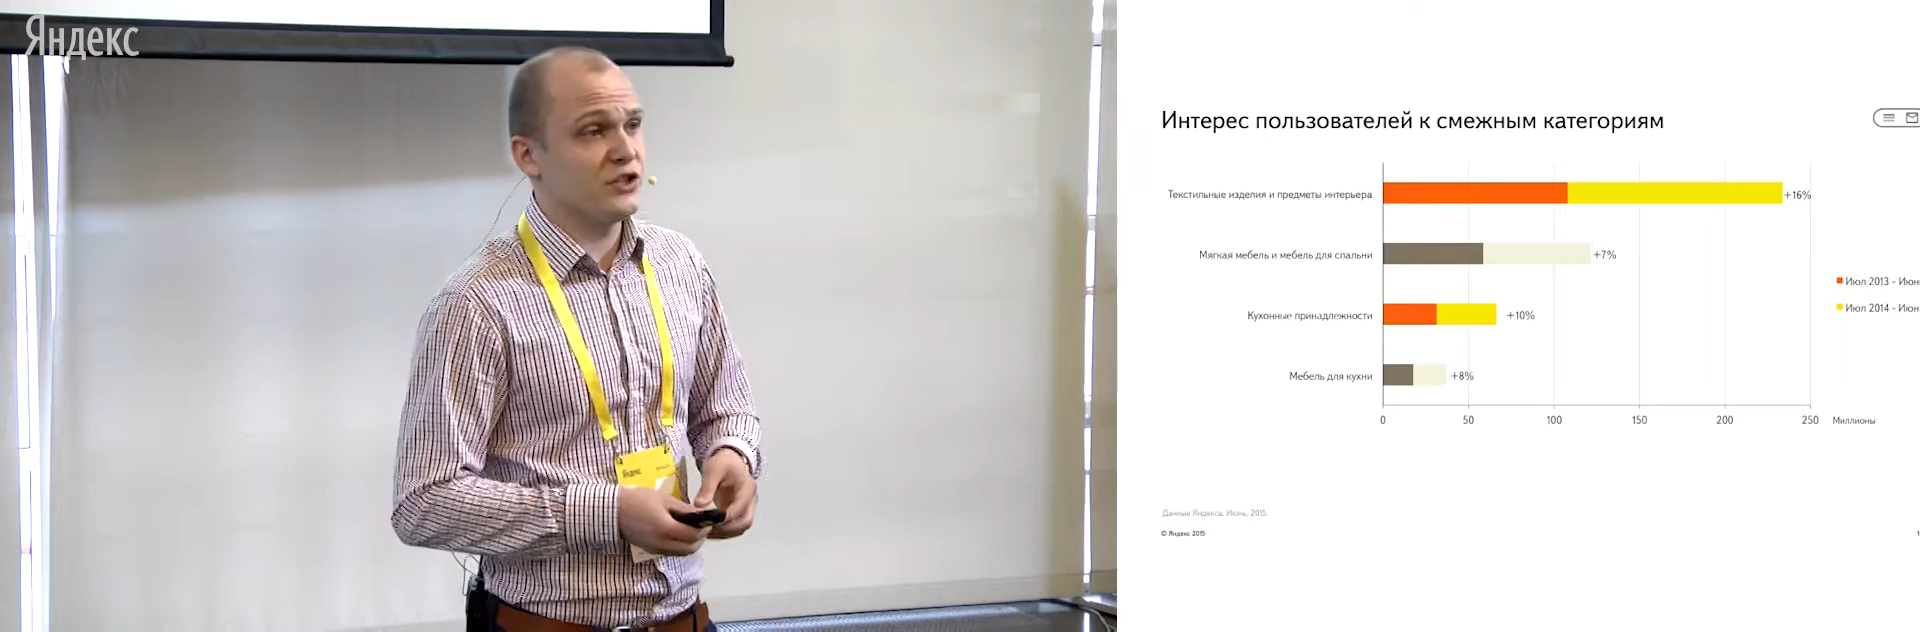 Яндекс
Яндекс
Интерес пользователей к смежным категориям
Текстильные изделия и предметы интерьера
+16%
Мягкая мебель и мебель для спальни
+7%
Июл 2013 - Июн
Кухонные принадлежности
+10%
Июл 2014 - Июн
Мебель для кухни
+8%
0 50 100 150 200 250 Миллионы
Данные Яндекса. Июнь, 2015.
© Яндекс 2015
1